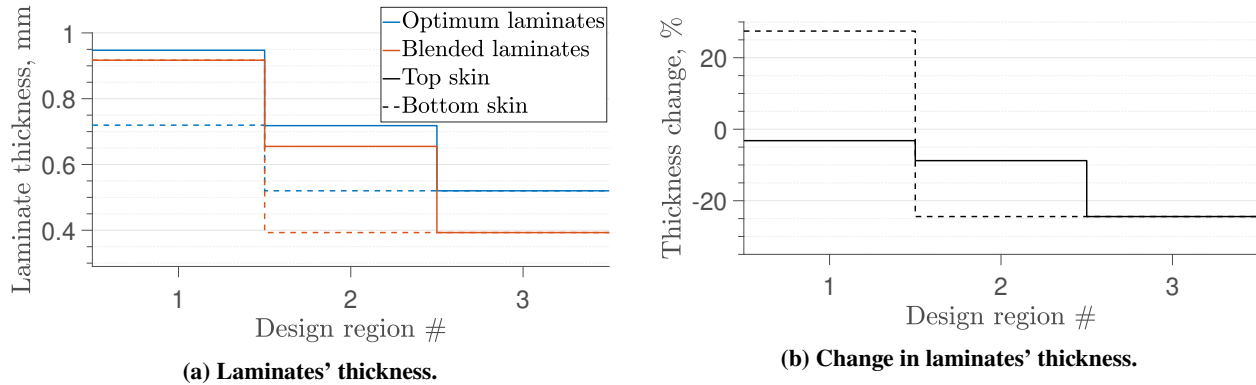 Laminate thickness, mm
1
0.8
0.6
0.4
Optimum laminates
Blended laminates
Top skin
Bottom skin
1 2 3
Design region #
(a) Laminates’ thickness.
Thickness change, %
20
0
-20
1 2 3
Design region #
(b) Change in laminates’ thickness.